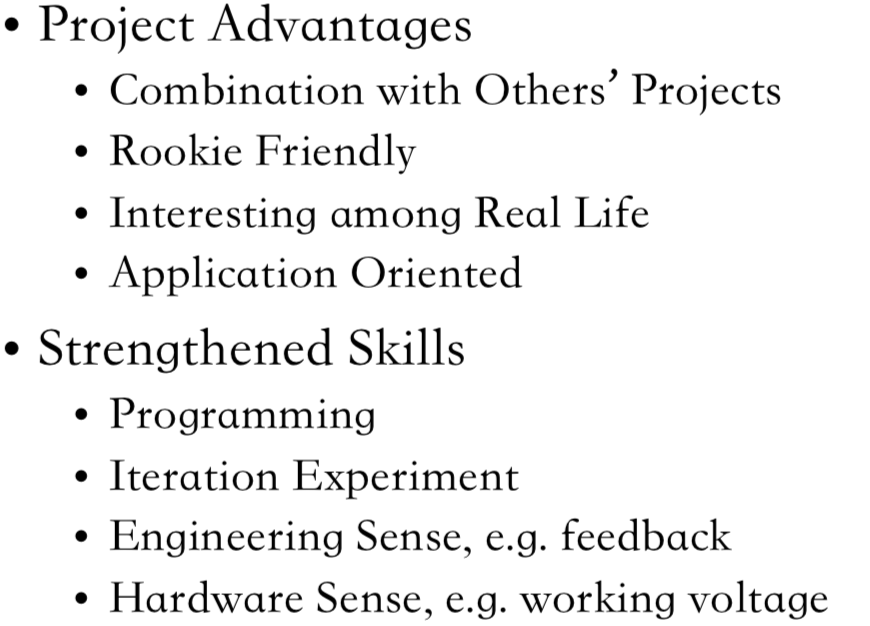 • Project Advantages
• Combination with Others’ Projects
• Rookie Friendly
• Interesting among Real Life
• Application Oriented
• Strengthened Skills
• Programming
• Iteration Experiment
• Engineering Sense, e.g. feedback
• Hardware Sense, e.g. working voltage